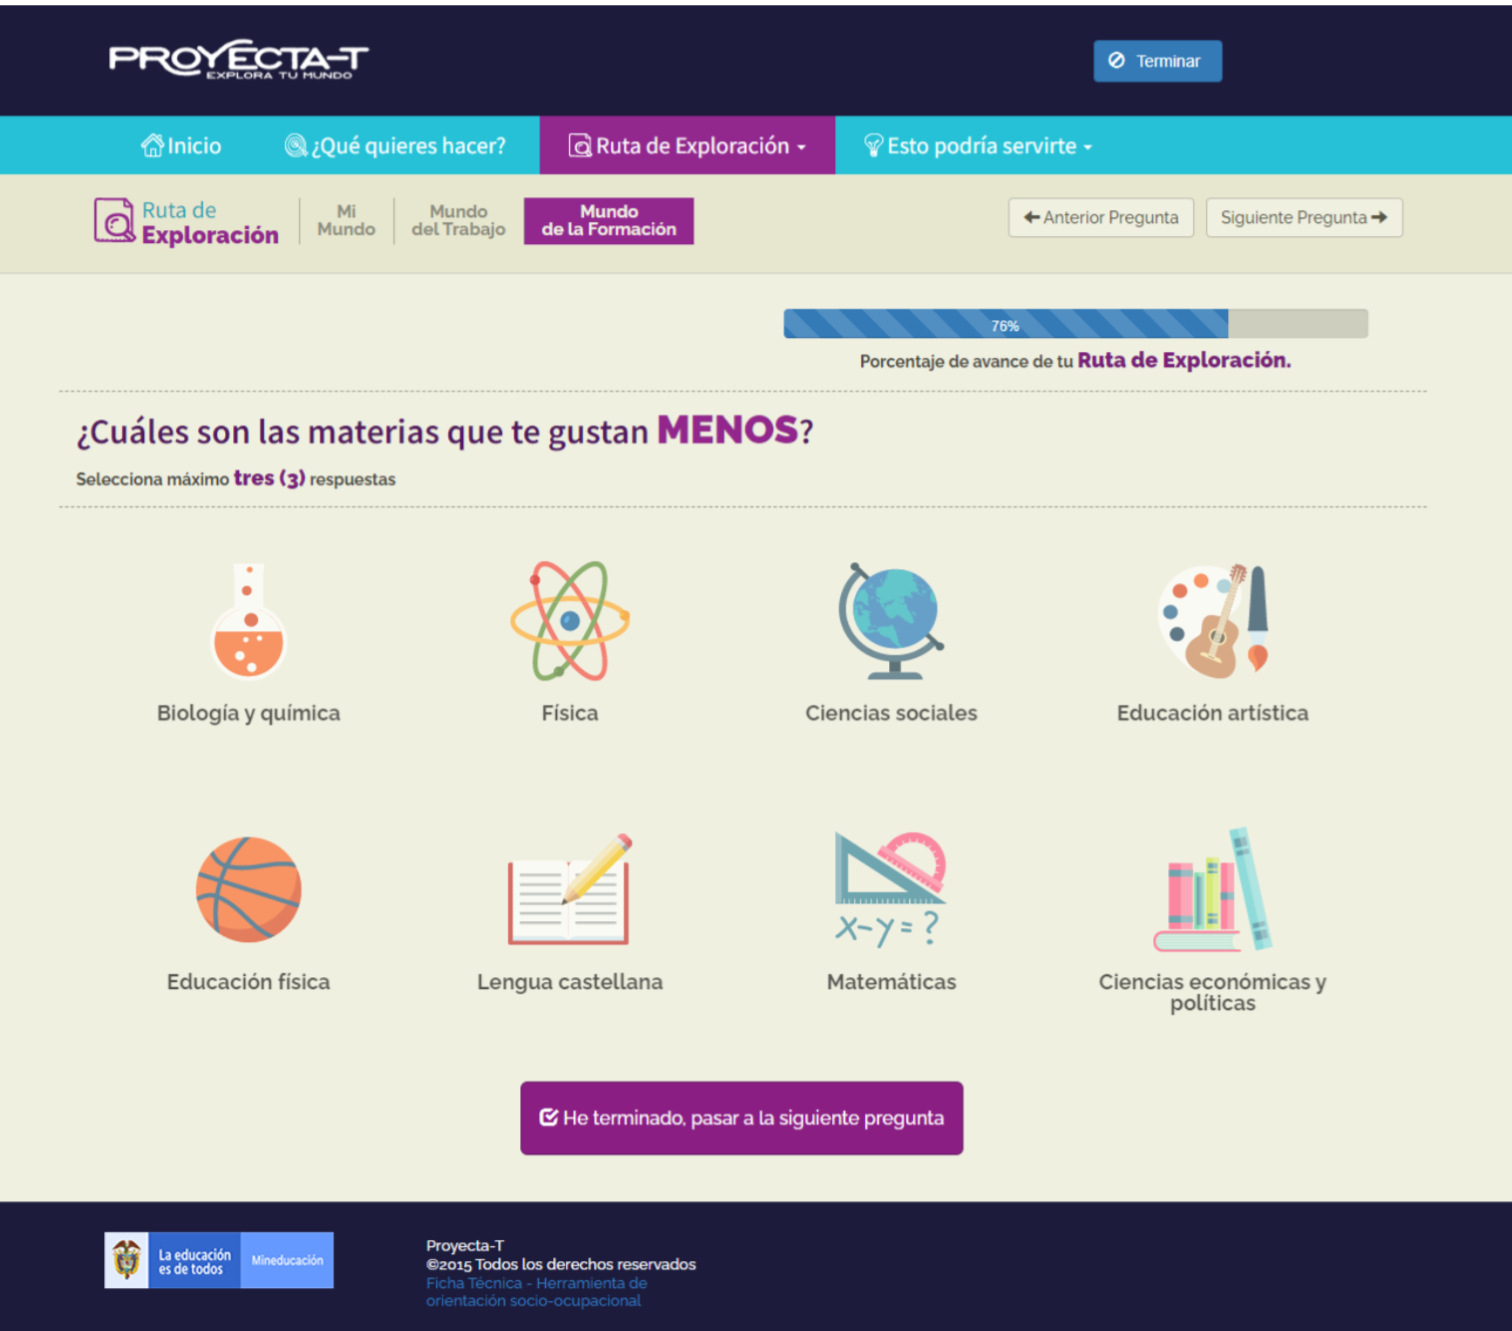 PROYECTA-T
EXPLORA TU MUNDO
Terminar
Inicio
¿Qué quieres hacer?
Ruta de Exploración
Esto podría servirte
Ruta de
Exploración
Mi
Mundo
Mundo
del Trabajo
Mundo
de la Formación
Anterior Pregunta
Siguiente Pregunta
76%
Porcentaje de avance de tu Ruta de Exploración.
¿Cuáles son las materias que te gustan MENOS?
Selecciona máximo tres (3) respuestas
Biología y química
Física
Ciencias sociales
Educación artística
x-y=?
Educación física
Lengua castellana
Matemáticas
Ciencias económicas y
políticas
He terminado, pasar a la siguiente pregunta
La educación
es de todos
Mineducación
Proyecta-T
©2015 Todos los derechos reservados
Ficha Técnica - Herramienta de
orientación socio-ocupacional